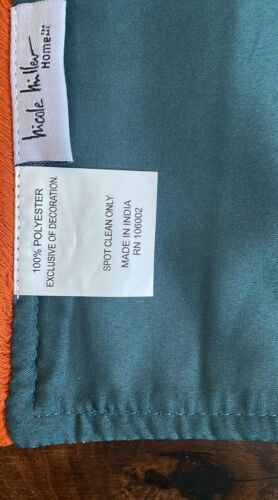 nicole miller
Home
100% POLYESTER
EXCLUSIVE OF DECORATION.
SPOT CLEAN ONLY
MADE IN INDIA
RN 106002